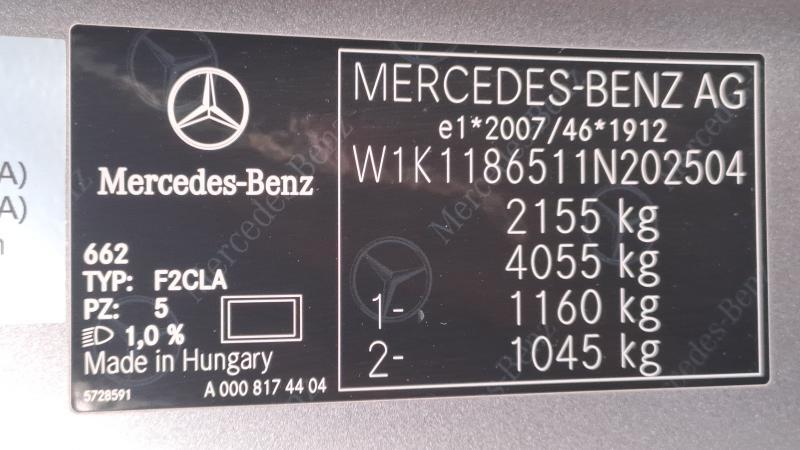 A)
A)
Mercedes-Benz
662
TYP: F2CLA
PZ: 5
1,0 %
Made in Hungary
5728591
A 000 817 44 04
MERCEDES-BENZ AG
e1*2007/46*1912
W1K1186511N202504
2155 kg
4055 kg
1- 1160 kg
2- 1045 kg